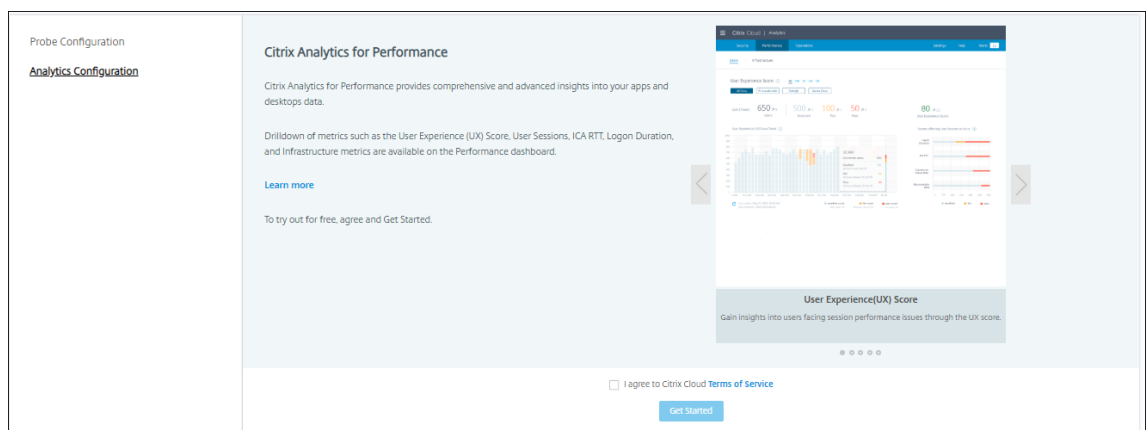 Probe Configuration
Analytics Configuration
Citrix Analytics for Performance
Citrix Analytics for Performance provides comprehensive and advanced insights into your apps and
desktops data.
Drilldown of metrics such as the User Experience (UX) Score, User Sessions, ICA RTT, Logon Duration,
and Infrastructure metrics are available on the Performance dashboard.
Learn more
To try out for free, agree and Get Started.
Citrix Cloud | Analytics
Performance
User Experience Score
650
500
100
50
80
User Experience(UX) Score
Gain insights into users facing session performance issues through the UX score.
I agree to Citrix Cloud Terms of Service
Get Started